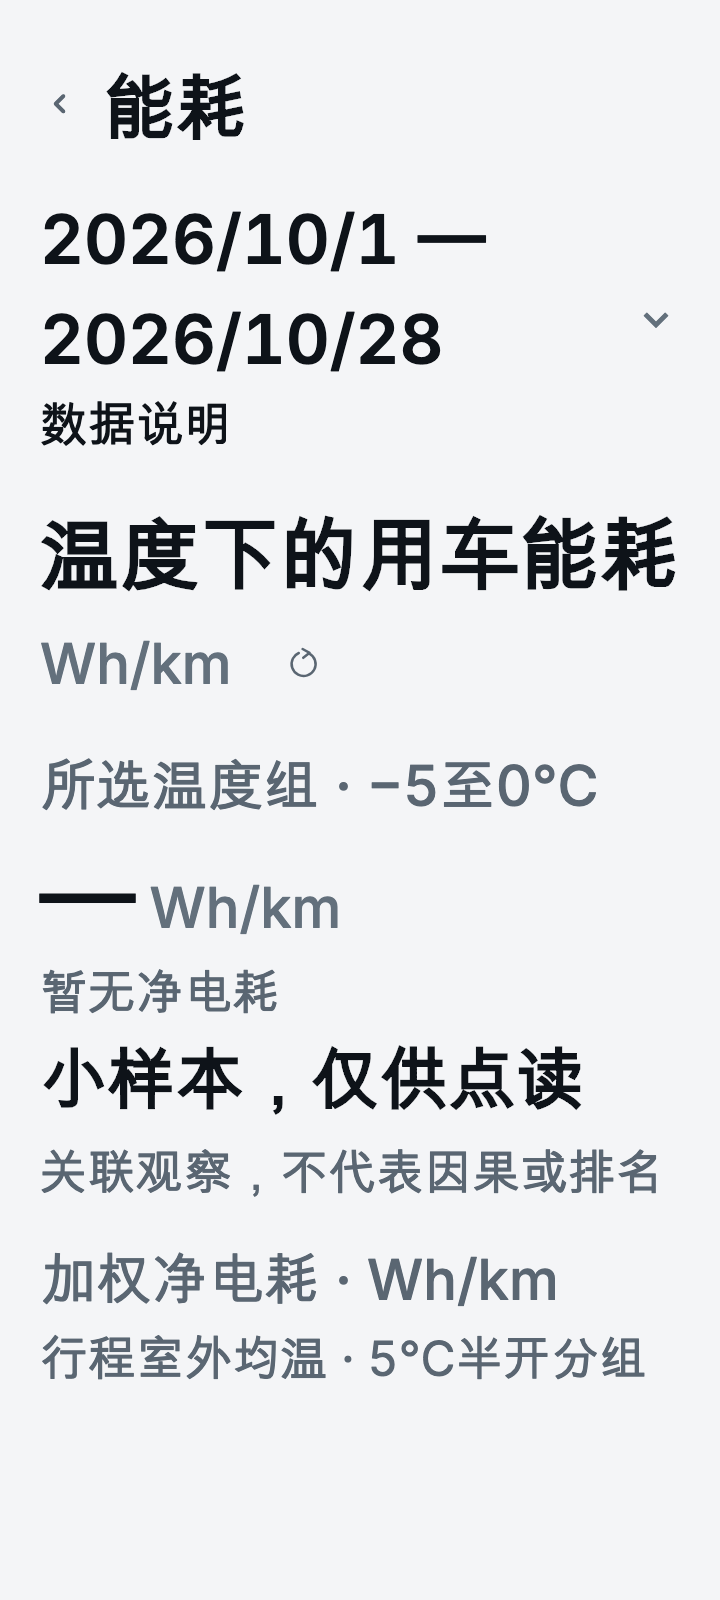 能耗
2026/10/1 —
2026/10/28
数据说明
温度下的用车能耗
Wh/km
所选温度组 · −5至0°C
— Wh/km
暂无净电耗
小样本，仅供点读
关联观察，不代表因果或排名
加权净电耗 · Wh/km
行程室外均温 · 5°C半开分组